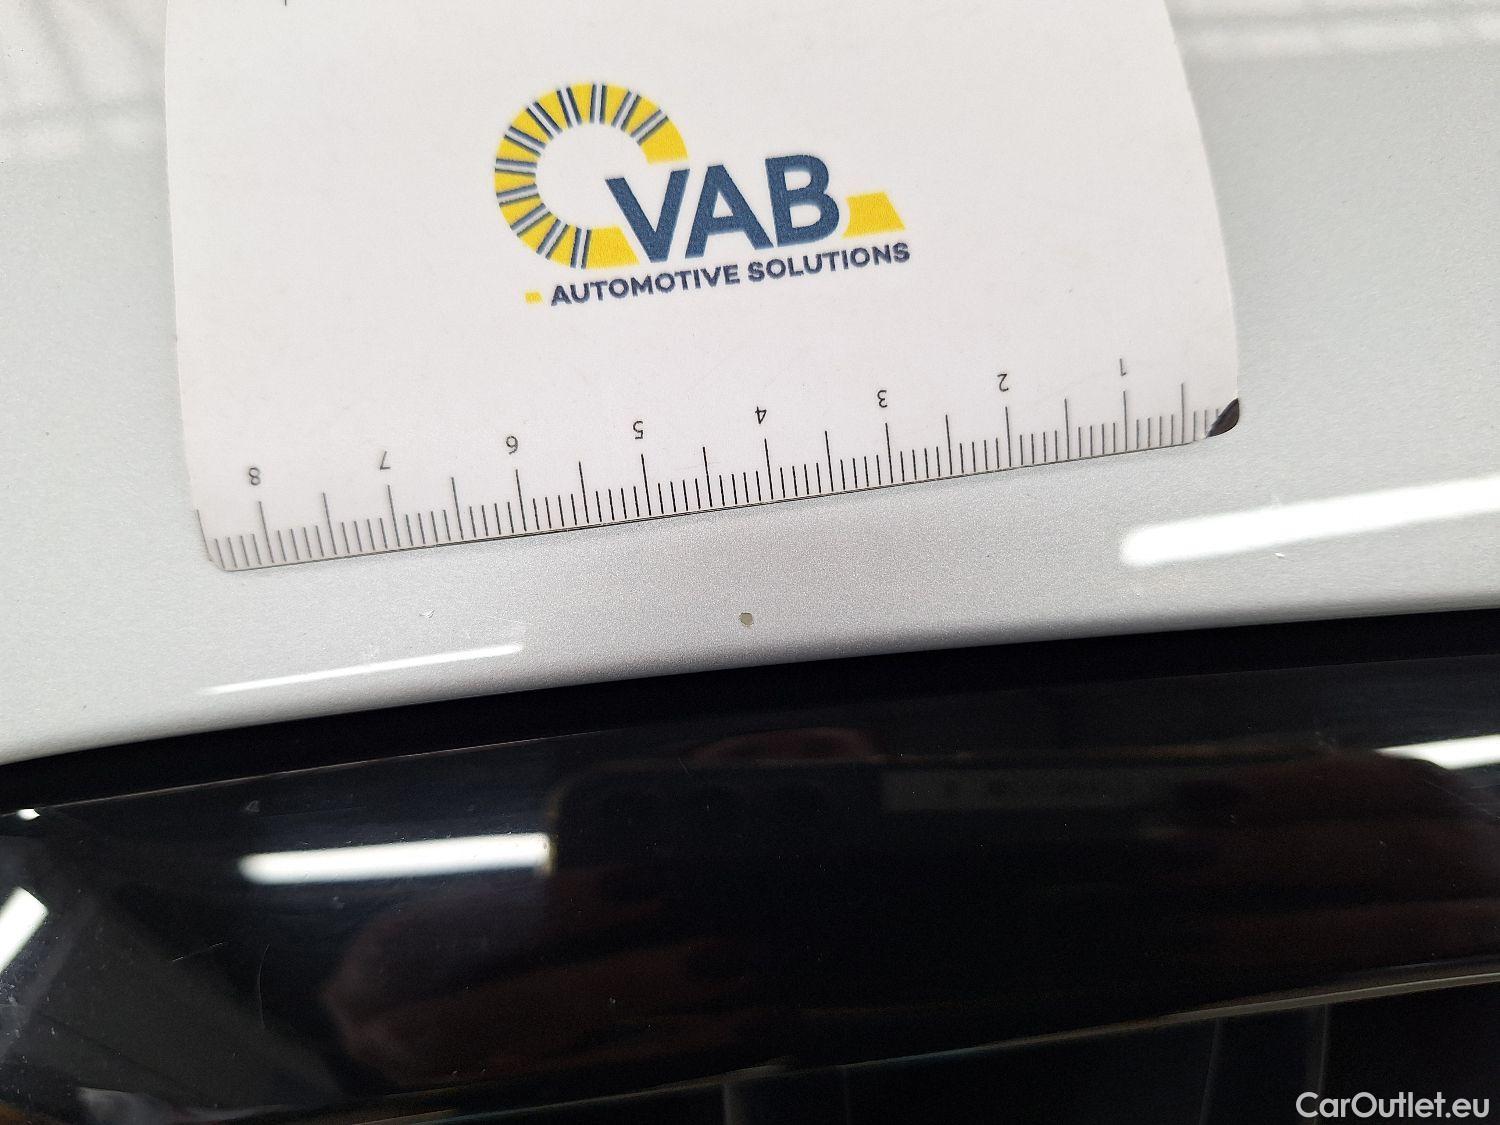 VAB
AUTOMOTIVE SOLUTIONS
8 7 6 5 4 3 2 1
CarOutlet.eu